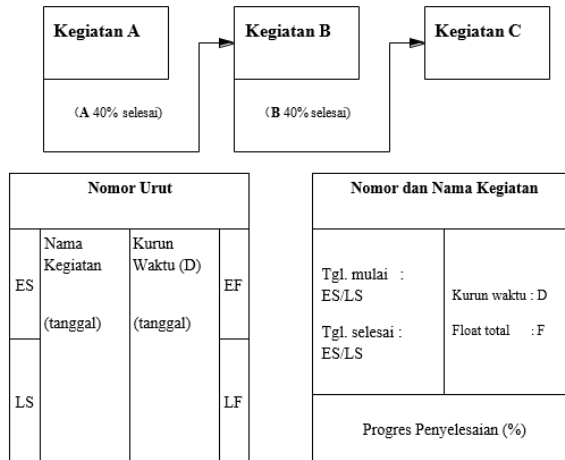 Kegiatan A
Kegiatan B
Kegiatan C
(A 40% selesai)
(B 40% selesai)
Nomor Urut
ES
Nama
Kegiatan
(tanggal)
Kurun
Waktu (D)
(tanggal)
EF
LS
LF
Nomor dan Nama Kegiatan
Tgl. mulai :
ES/LS
Tgl. selesai :
ES/LS
Kurun waktu : D
Float total : F
Progres Penyelesaian (%)